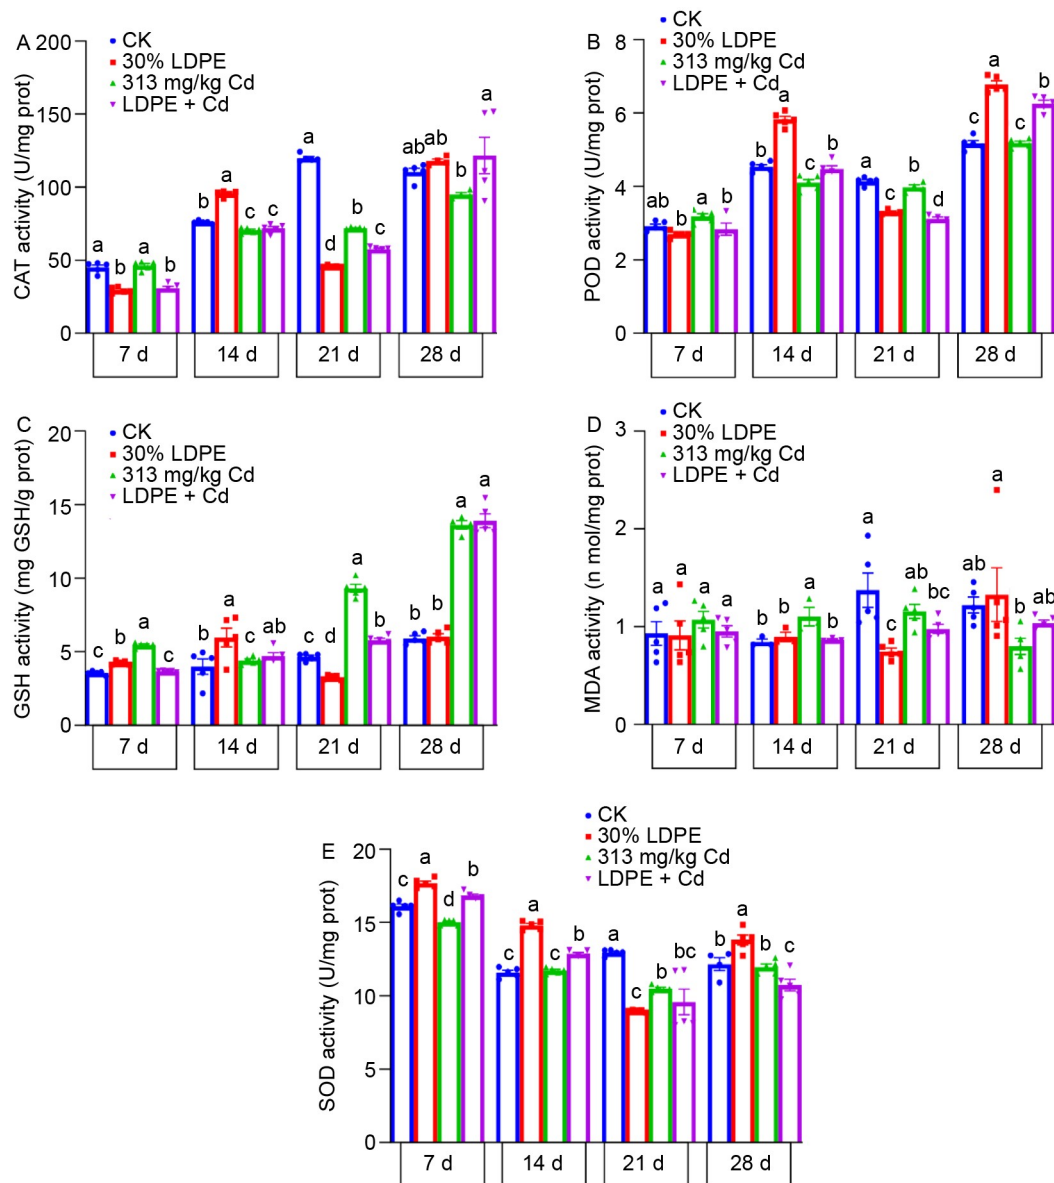 A
CAT activity (U/mg prot)
200
150
100
50
0
CK
30% LDPE
313 mg/kg Cd
LDPE + Cd
a b a b
b a c c
a d b c
ab ab b a
7 d 14 d 21 d 28 d
B
POD activity (U/mg prot)
8
6
4
2
0
CK
30% LDPE
313 mg/kg Cd
LDPE + Cd
ab b a b
b a c b
a c b d
c a c b
7 d 14 d 21 d 28 d
C
GSH activity (mg GSH/g prot)
20
15
10
5
0
CK
30% LDPE
313 mg/kg Cd
LDPE + Cd
c b a c
b a c ab
c d a b
b b a a
7 d 14 d 21 d 28 d
D
MDA activity (n mol/mg prot)
3
2
1
0
CK
30% LDPE
313 mg/kg Cd
LDPE + Cd
a a a a
b b a b
a c ab bc
ab a b ab
7 d 14 d 21 d 28 d
E
SOD activity (U/mg prot)
20
15
10
5
0
CK
30% LDPE
313 mg/kg Cd
LDPE + Cd
c a d b
c a c b
a c b bc
b a b c
7 d 14 d 21 d 28 d